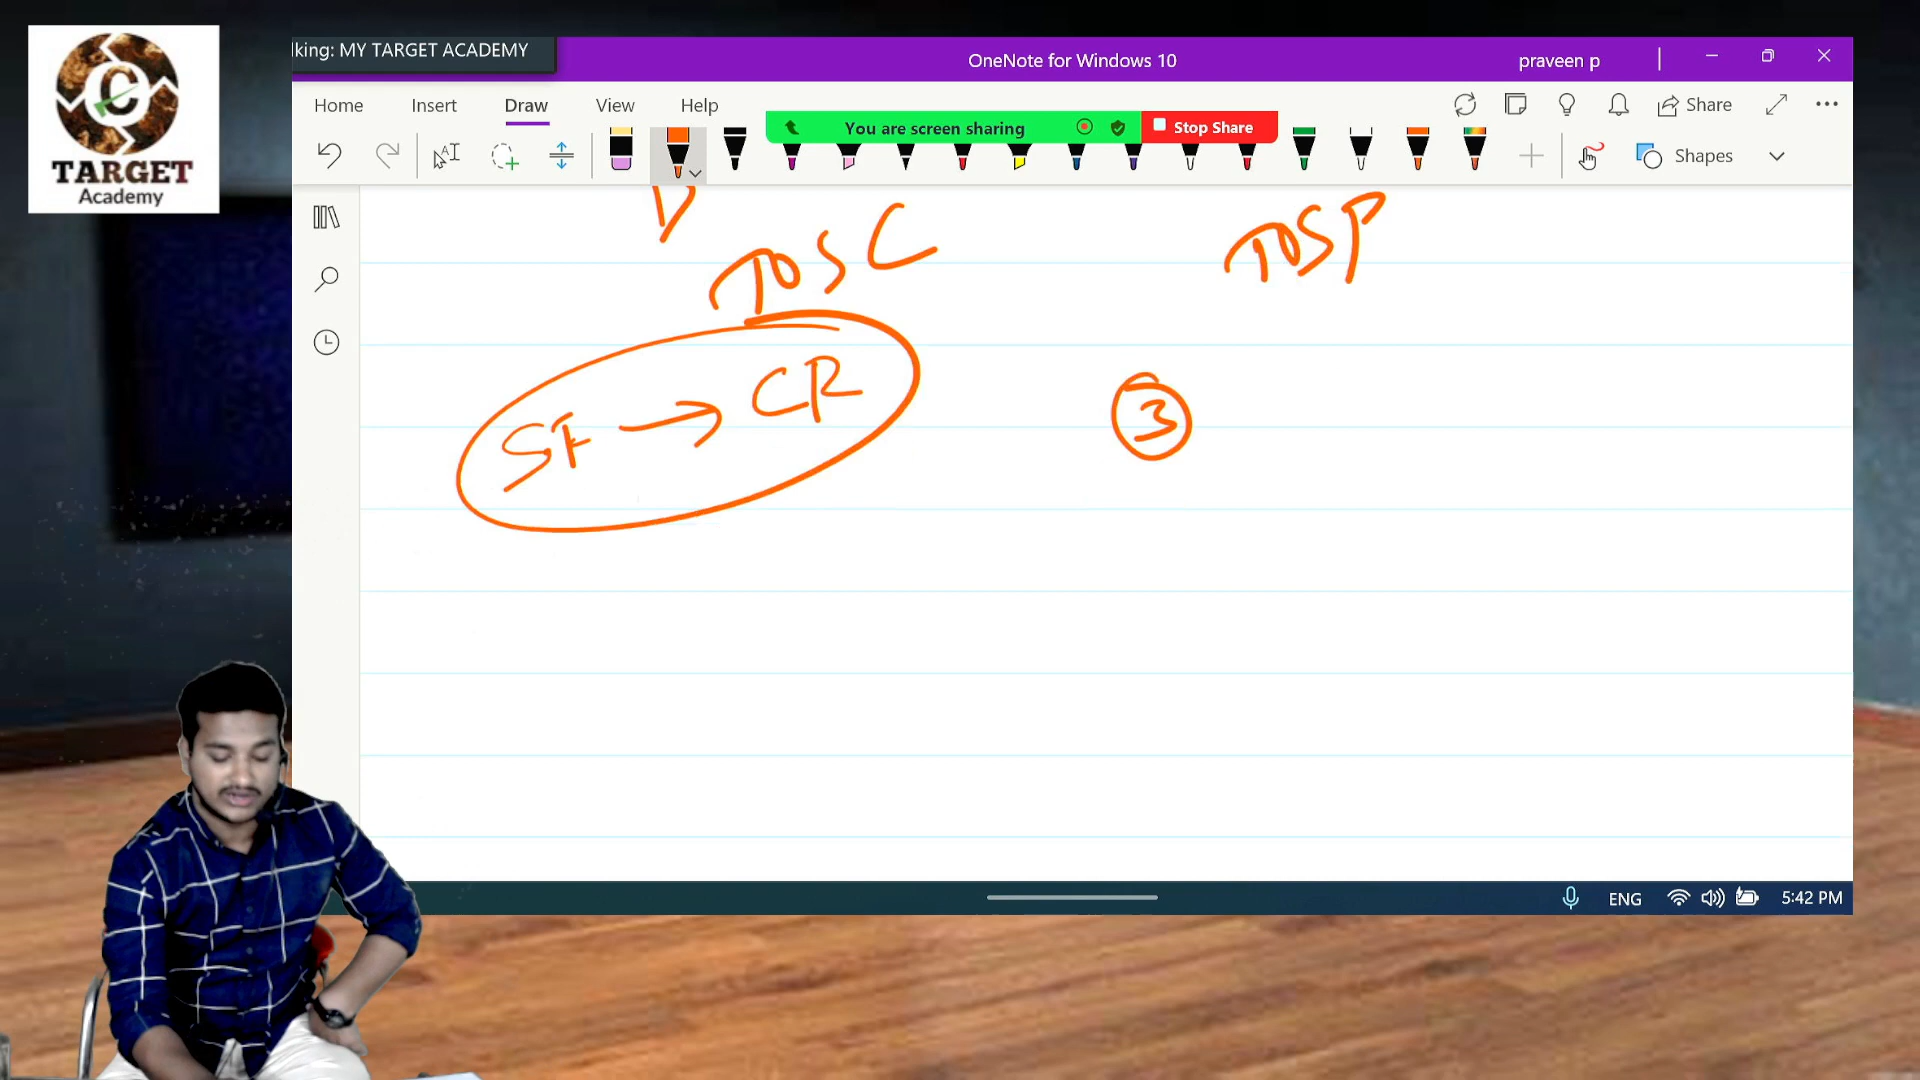 TARGET
Academy
lking: MY TARGET ACADEMY
OneNote for Windows 10
praveen p
Home Insert Draw View Help
Share
You are screen sharing
Stop Share
Shapes
D
TOSC
TOSP
SF → CR
3
ENG
5:42 PM